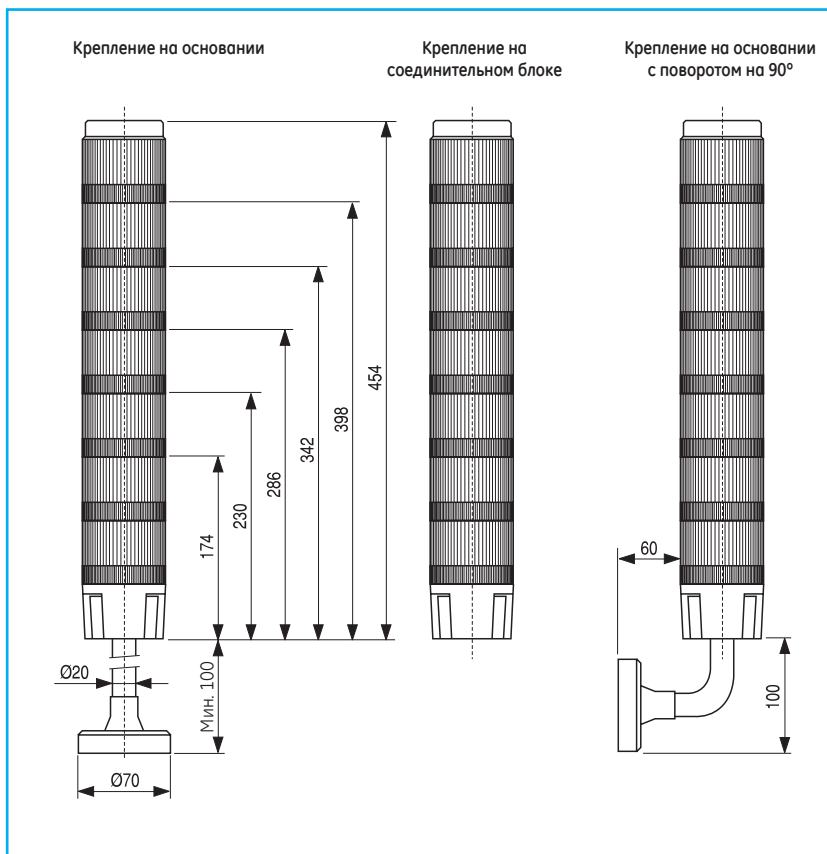 Крепление на основании
Крепление на
соединительном блоке
Крепление на основании
с поворотом на 90°
454
398
342
286
230
174
60
Ø20
Мин. 100
100
Ø70